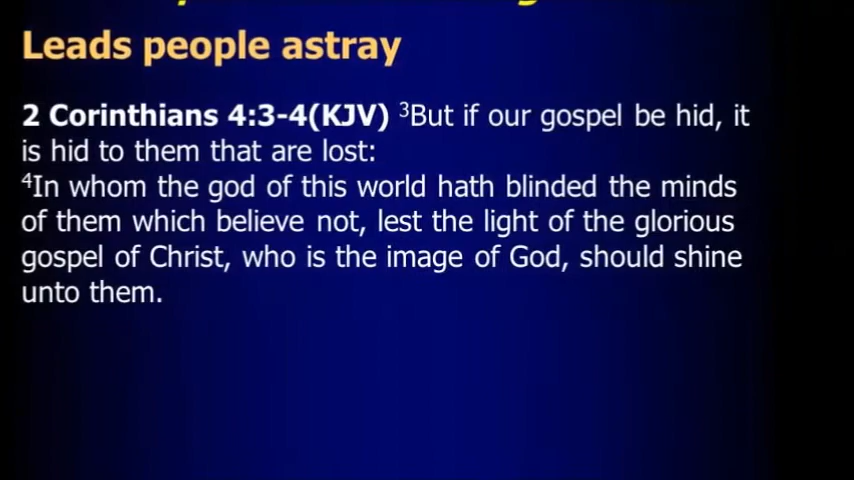 Leads people astray
2 Corinthians 4:3-4(KJV) ³But if our gospel be hid, it
is hid to them that are lost:
⁴In whom the god of this world hath blinded the minds
of them which believe not, lest the light of the glorious
gospel of Christ, who is the image of God, should shine
unto them.